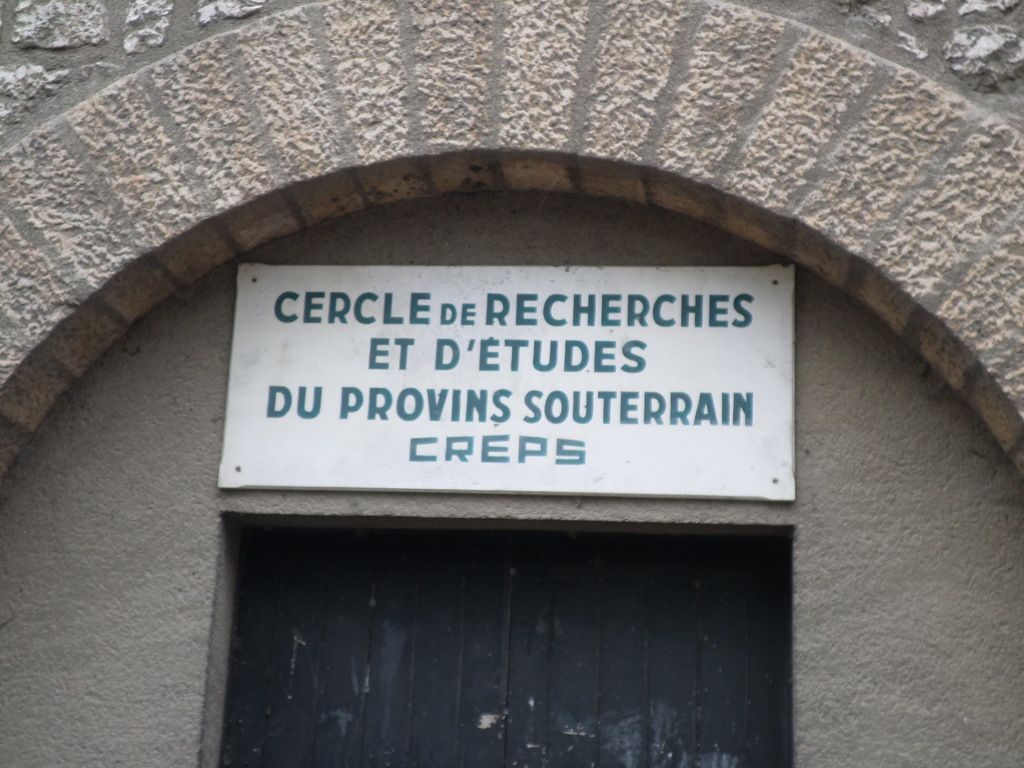 CERCLE DE RECHERCHES
ET D'ÉTUDES
DU PROVINS SOUTERRAIN
CREPS